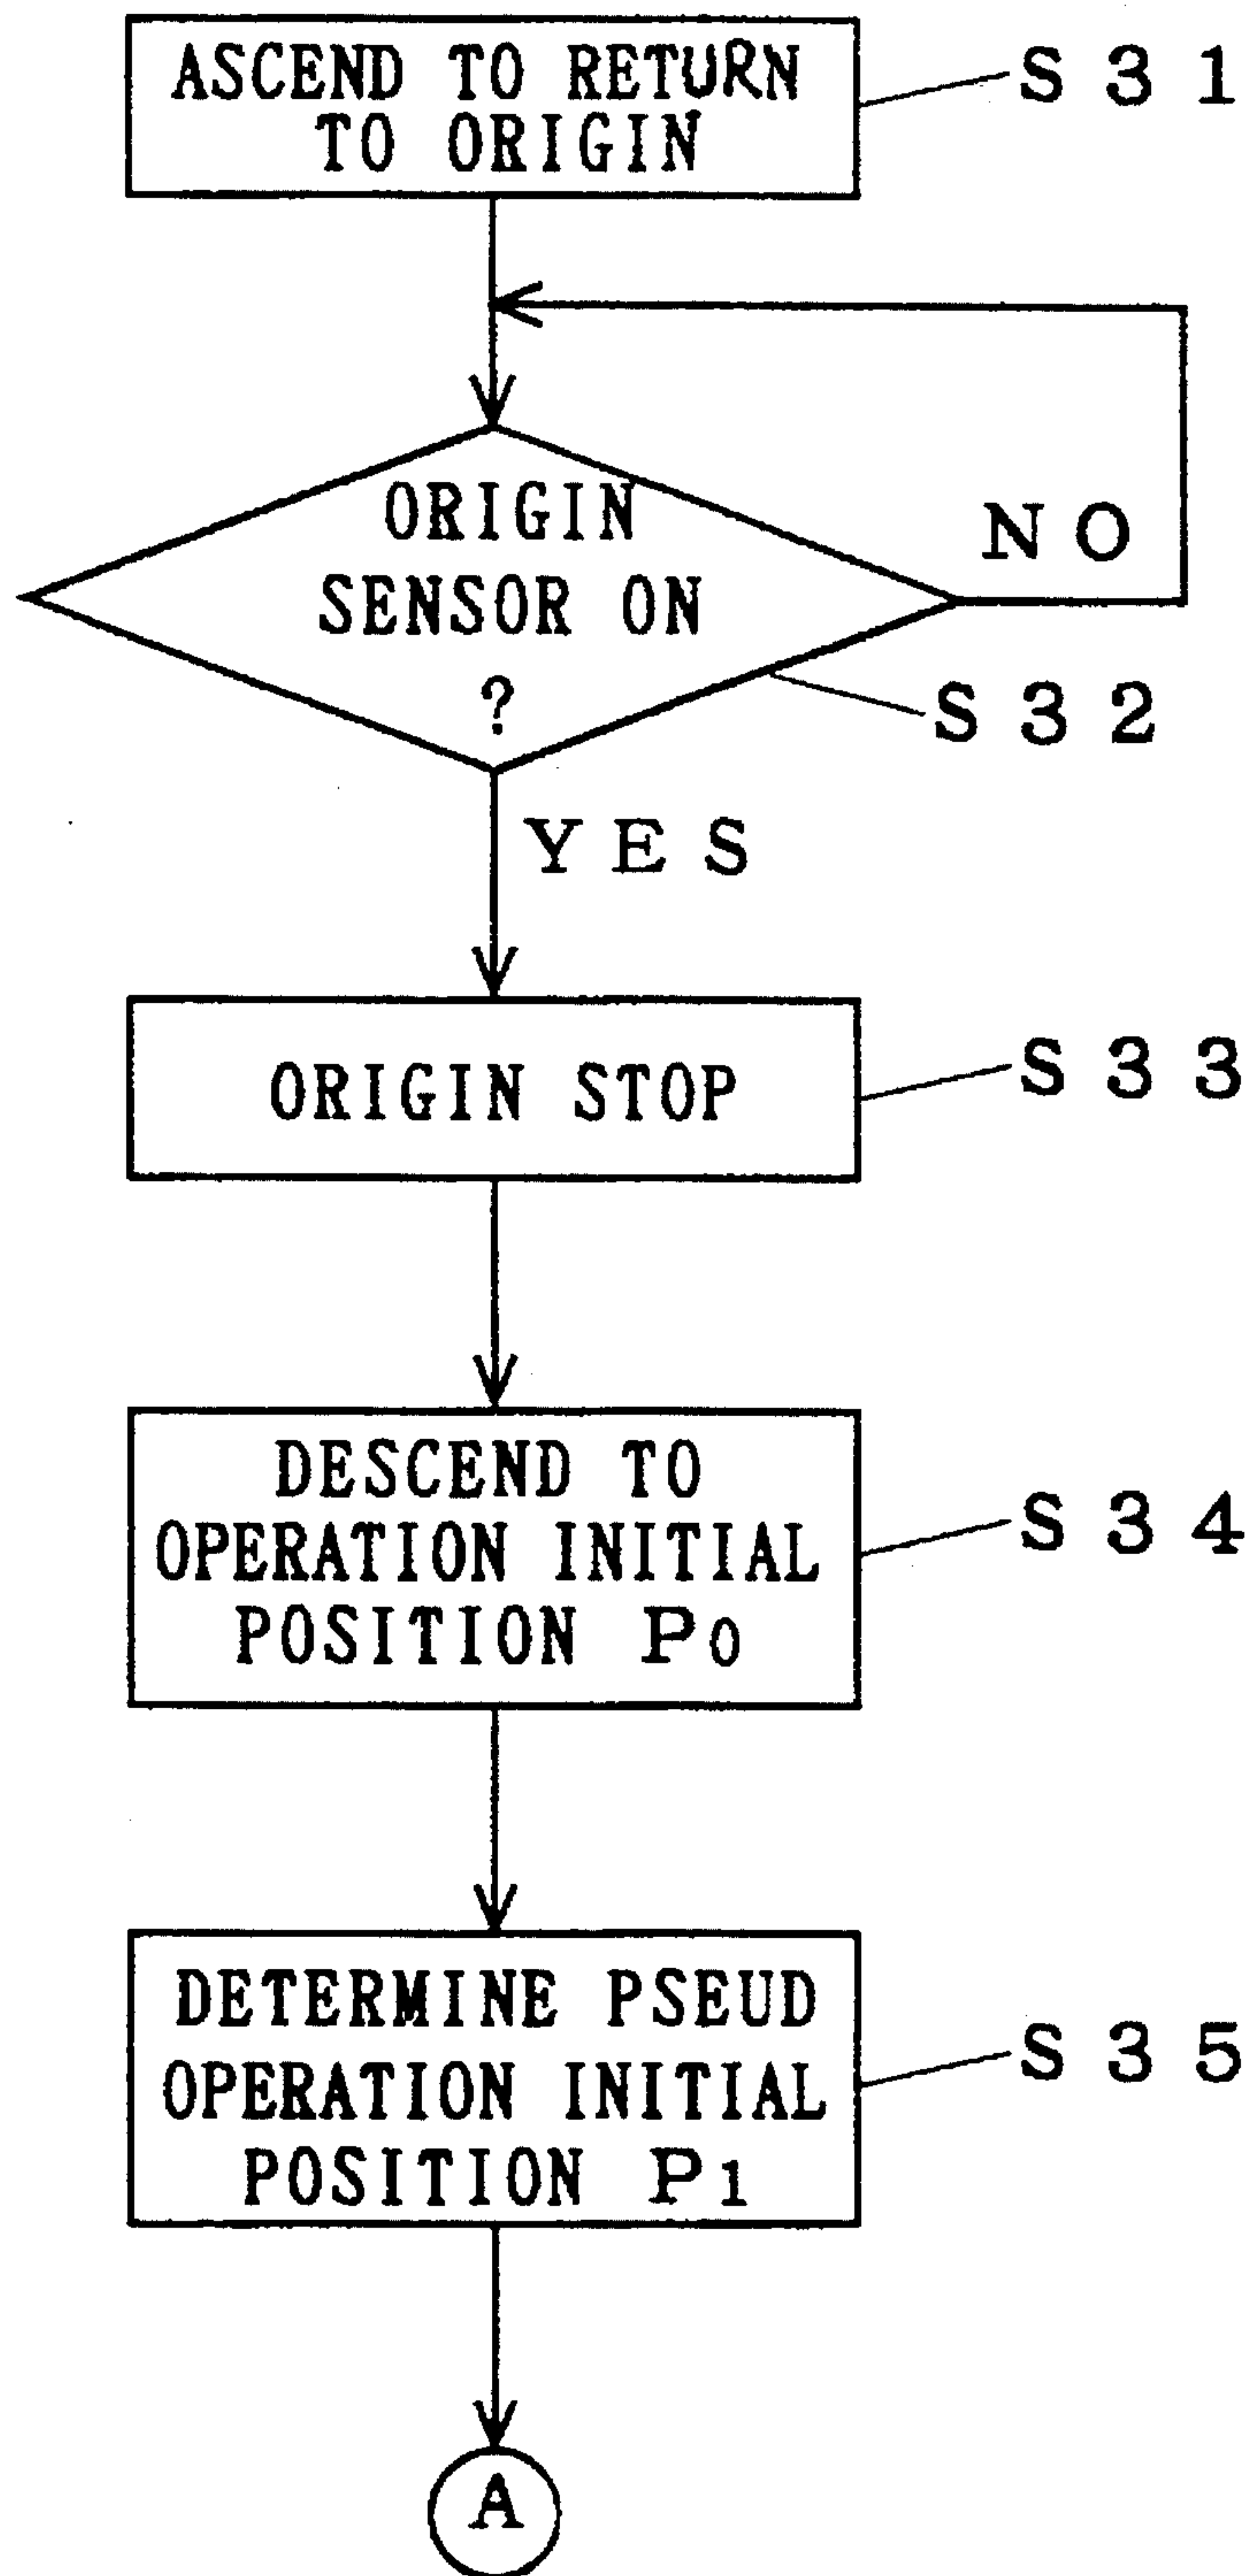 ASCEND TO RETURN
TO ORIGIN
S31
ORIGIN
SENSOR ON
?
NO
S32
YES
ORIGIN STOP
S33
DESCEND TO
OPERATION INITIAL
POSITION P0
S34
DETERMINE PSEUD
OPERATION INITIAL
POSITION P1
S35
A